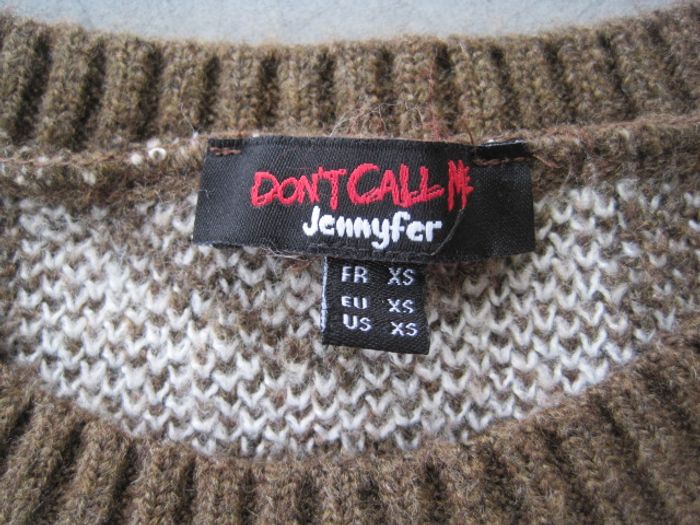 DON'T CALL ME
Jennyfer
FR XS
EU XS
US XS